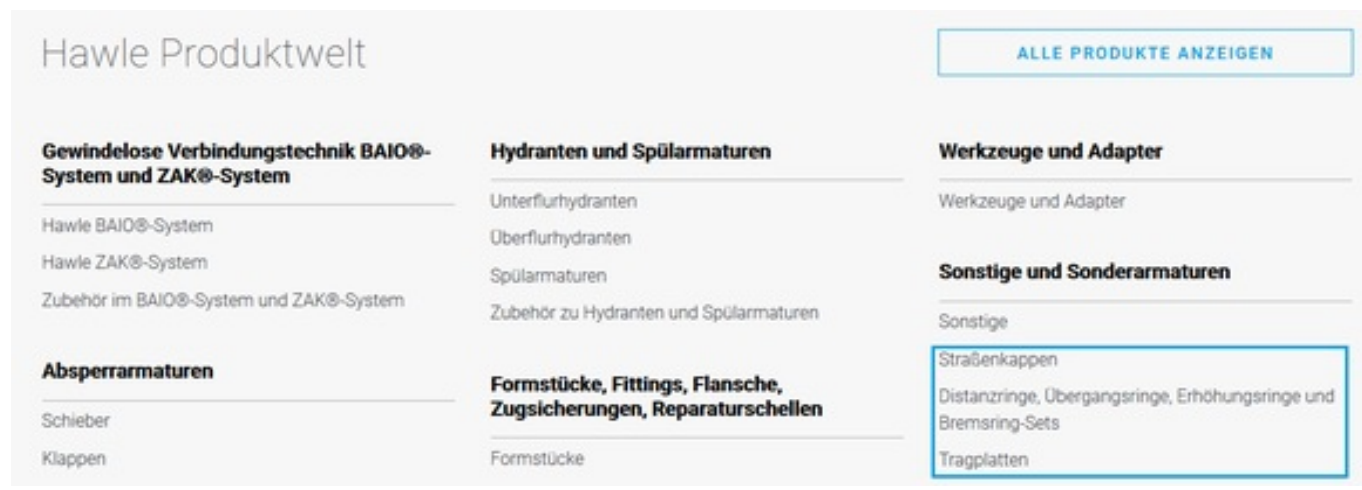 Hawle Produktwelt
ALLE PRODUKTE ANZEIGEN
Gewindelose Verbindungstechnik BAIO®-
System und ZAK®-System
Hawle BAIO®-System
Hawle ZAK®-System
Zubehör im BAIO®-System und ZAK®-System
Absperrarmaturen
Schieber
Klappen
Hydranten und Spülarmaturen
Unterflurhydranten
Überflurhydranten
Spülarmaturen
Zubehör zu Hydranten und Spülarmaturen
Formstücke, Fittings, Flansche,
Zugsicherungen, Reparaturschellen
Formstücke
Werkzeuge und Adapter
Werkzeuge und Adapter
Sonstige und Sonderarmaturen
Sonstige
Straßenkappen
Distanzringe, Übergangsringe, Erhöhungsringe und
Bremsring-Sets
Tragplatten